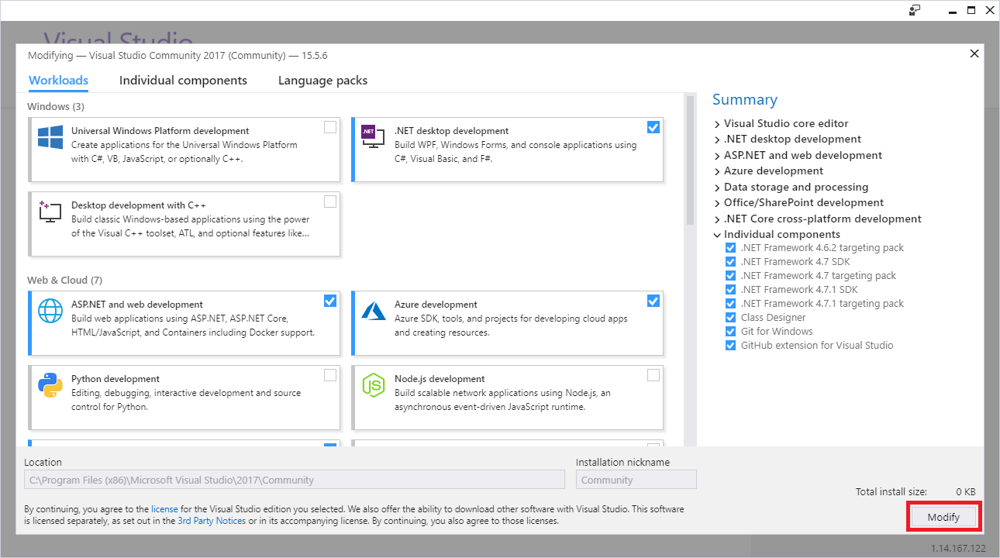 Visual Studio
Modifying — Visual Studio Community 2017 (Community) — 15.5.6
Workloads
Individual components
Language packs
Windows (3)
Universal Windows Platform development
Create applications for the Universal Windows Platform
with C#, VB, JavaScript, or optionally C++.
.NET
.NET desktop development
Build WPF, Windows Forms, and console applications using
C#, Visual Basic, and F#.
Desktop development with C++
Build classic Windows-based applications using the power
of the Visual C++ toolset, ATL, and optional features like...
Web & Cloud (7)
ASP.NET and web development
Build web applications using ASP.NET, ASP.NET Core,
HTML/JavaScript, and Containers including Docker support.
Azure development
Azure SDK, tools, and projects for developing cloud apps
and creating resources.
Python development
Editing, debugging, interactive development and source
control for Python.
JS
Node.js development
Build scalable network applications using Node.js, an
asynchronous event-driven JavaScript runtime.
Summary
Visual Studio core editor
.NET desktop development
ASP.NET and web development
Azure development
Data storage and processing
Office/SharePoint development
.NET Core cross-platform development
Individual components
.NET Framework 4.6.2 targeting pack
.NET Framework 4.7 SDK
.NET Framework 4.7 targeting pack
.NET Framework 4.7.1 SDK
.NET Framework 4.7.1 targeting pack
Class Designer
Git for Windows
GitHub extension for Visual Studio
Location
C:\Program Files (x86)\Microsoft Visual Studio\2017\Community
Installation nickname
Community
By continuing, you agree to the license for the Visual Studio edition you selected. We also offer the ability to download other software with Visual Studio. This software
is licensed separately, as set out in the 3rd Party Notices or in its accompanying license. By continuing, you also agree to those licenses.
Total install size: 0 KB
Modify
1.14.167.122